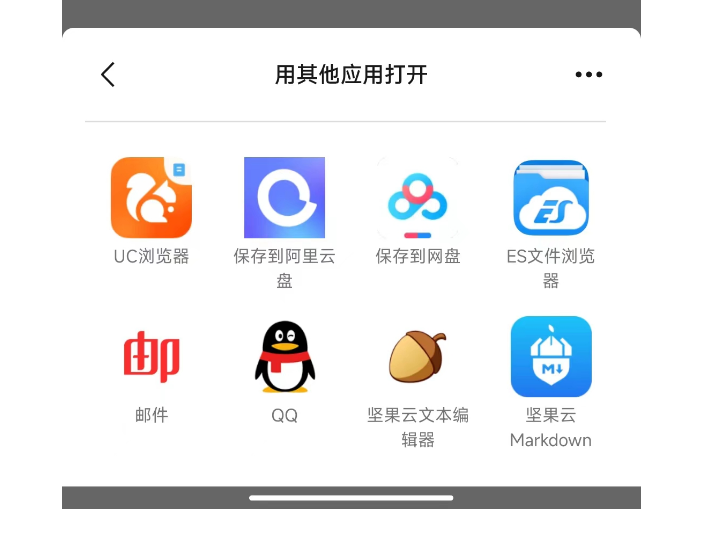 用其他应用打开
UC浏览器
保存到阿里云
盘
保存到网盘
ES文件浏览
器
邮件
QQ
坚果云文本编
辑器
坚果云
Markdown
ES
邮
M↓